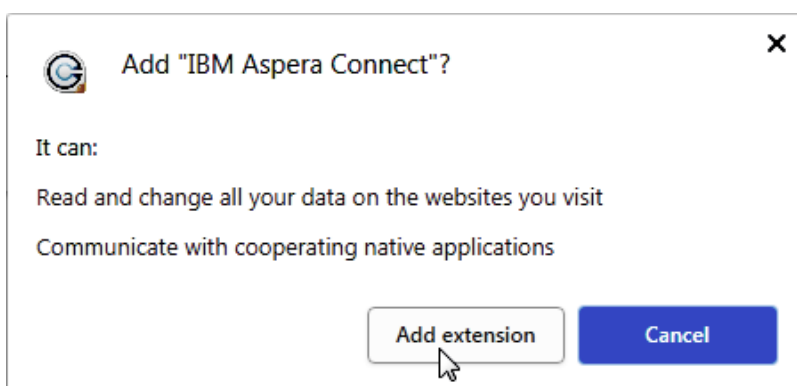 Add "IBM Aspera Connect"?
It can:
Read and change all your data on the websites you visit
Communicate with cooperating native applications
Add extension
Cancel